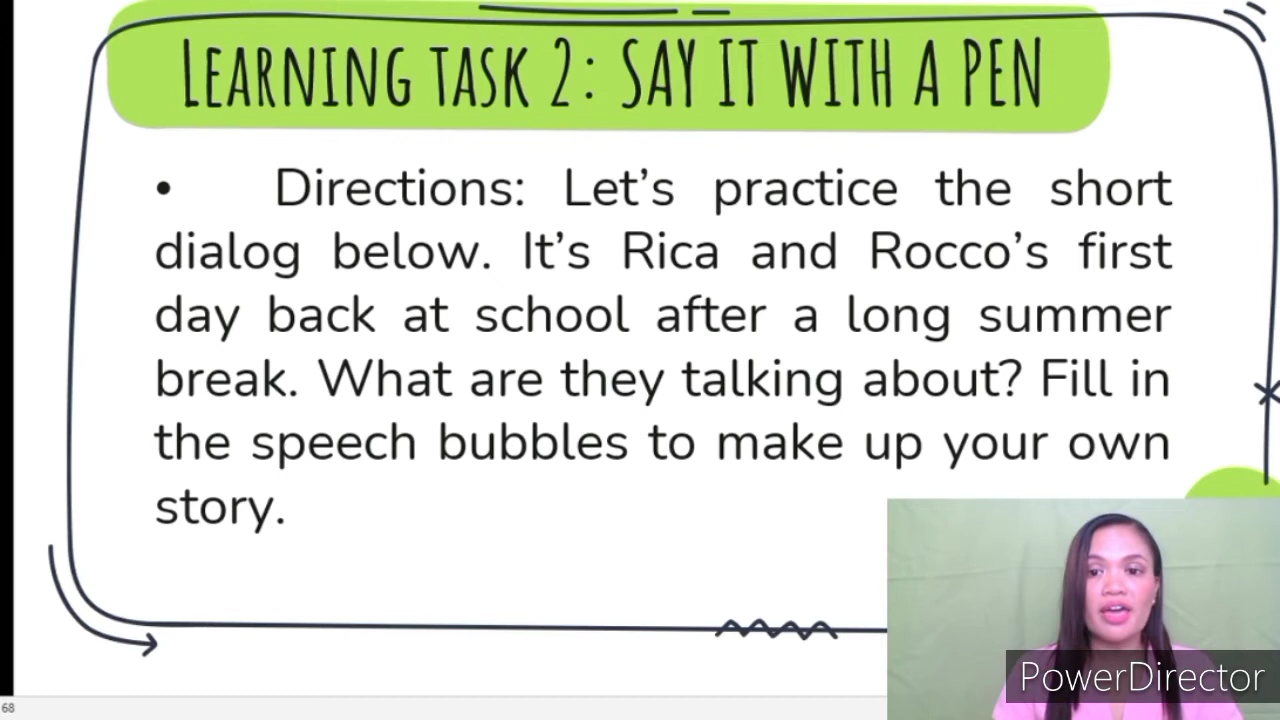 LEARNING TASK 2: SAY IT WITH A PEN
• Directions: Let's practice the short
dialog below. It's Rica and Rocco's first
day back at school after a long summer
break. What are they talking about? Fill in
the speech bubbles to make up your own
story.
PowerDirector
68